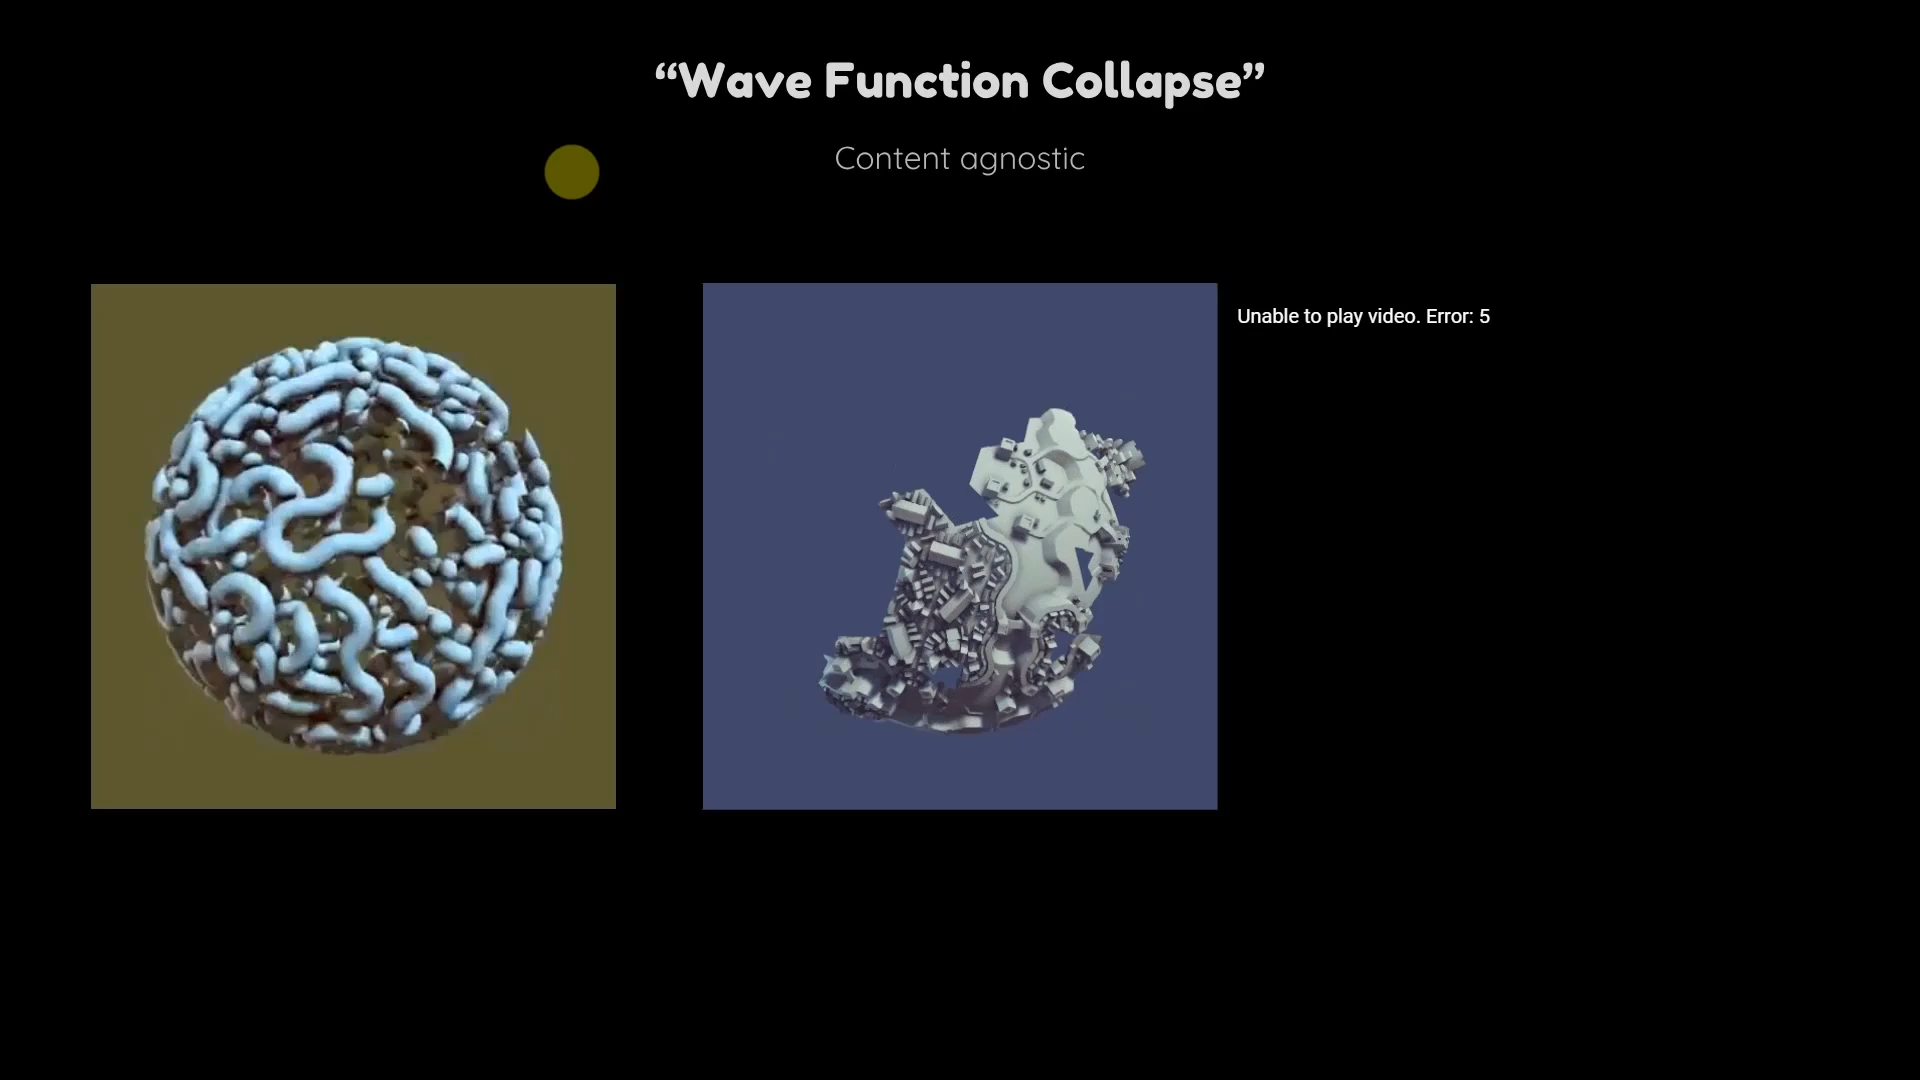 “Wave Function Collapse”
Content agnostic
Unable to play video. Error: 5